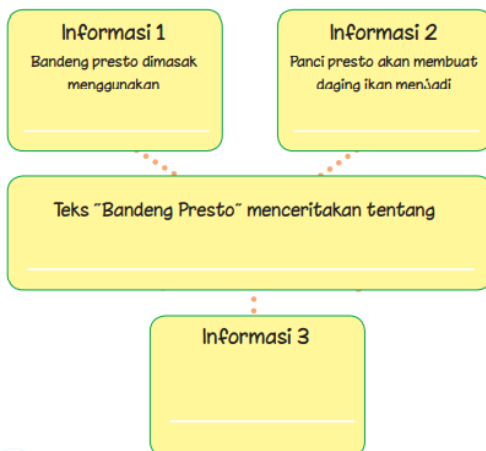 Informasi 1
Bandeng presto dimasak
menggunakan
Informasi 2
Panci presto akan membuat
daging ikan menjadi
Teks "Bandeng Presto" menceritakan tentang
Informasi 3